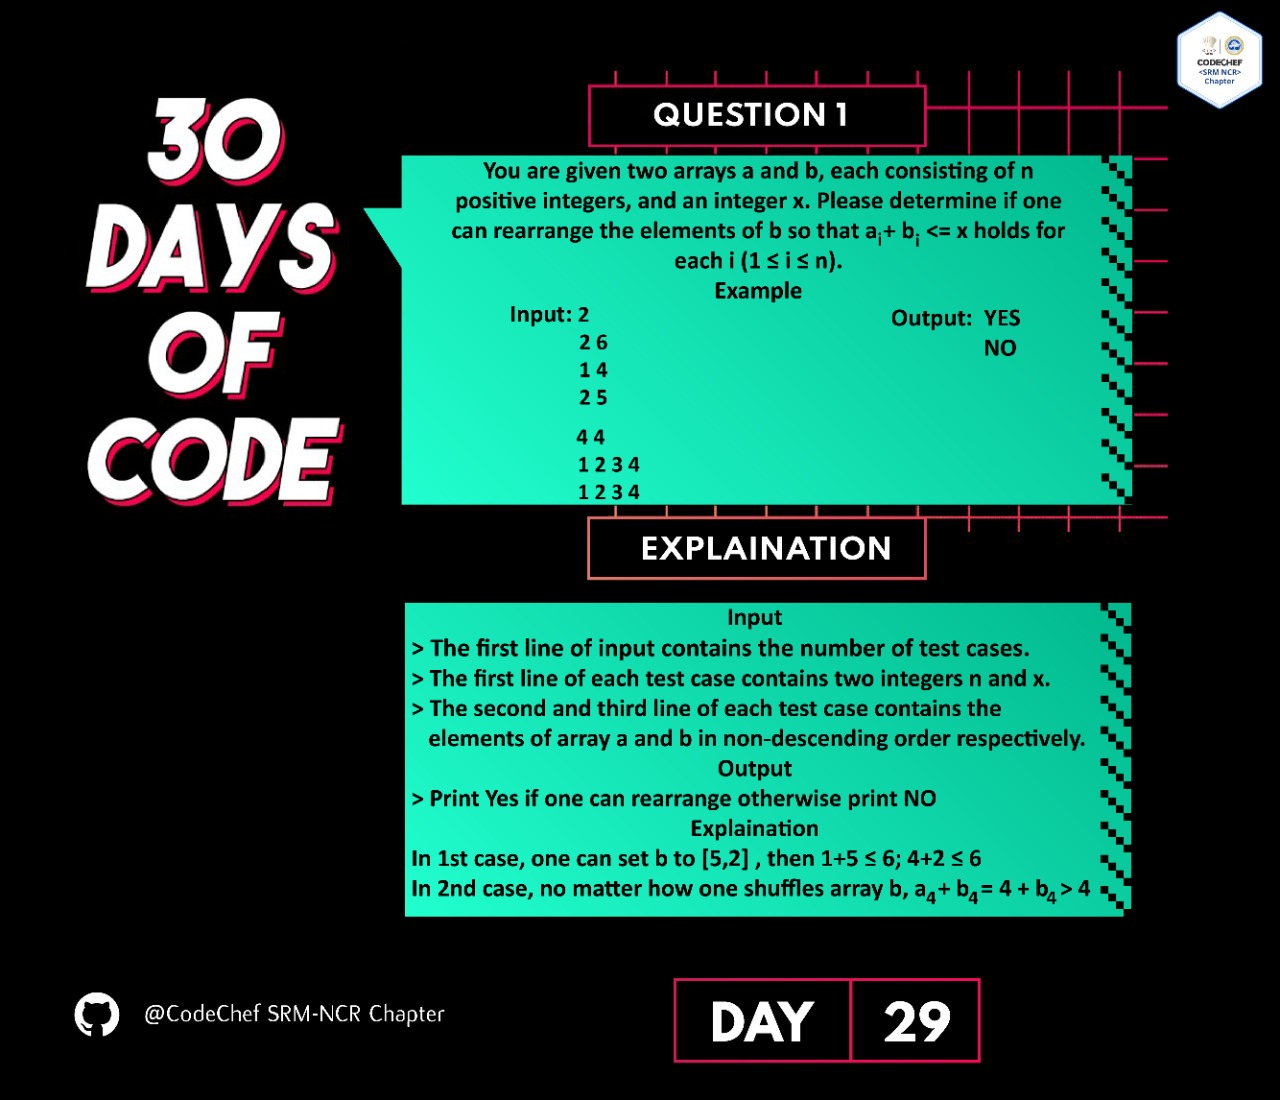 CODECHEF
<SRM NCR>
Chapter
30
DAYS
OF
CODE
QUESTION 1
You are given two arrays a and b, each consisting of n
positive integers, and an integer x. Please determine if one
can rearrange the elements of b so that aᵢ+ bᵢ <= x holds for
each i (1 ≤ i ≤ n).
Example
Input: 2
2 6
1 4
2 5
4 4
1 2 3 4
1 2 3 4
Output: YES
NO
EXPLAINATION
Input
> The first line of input contains the number of test cases.
> The first line of each test case contains two integers n and x.
> The second and third line of each test case contains the
elements of array a and b in non-descending order respectively.
Output
> Print Yes if one can rearrange otherwise print NO
Explaination
In 1st case, one can set b to [5,2] , then 1+5 ≤ 6; 4+2 ≤ 6
In 2nd case, no matter how one shuffles array b, a₄+ b₄= 4 + b₄ > 4
@CodeChef SRM-NCR Chapter
DAY 29